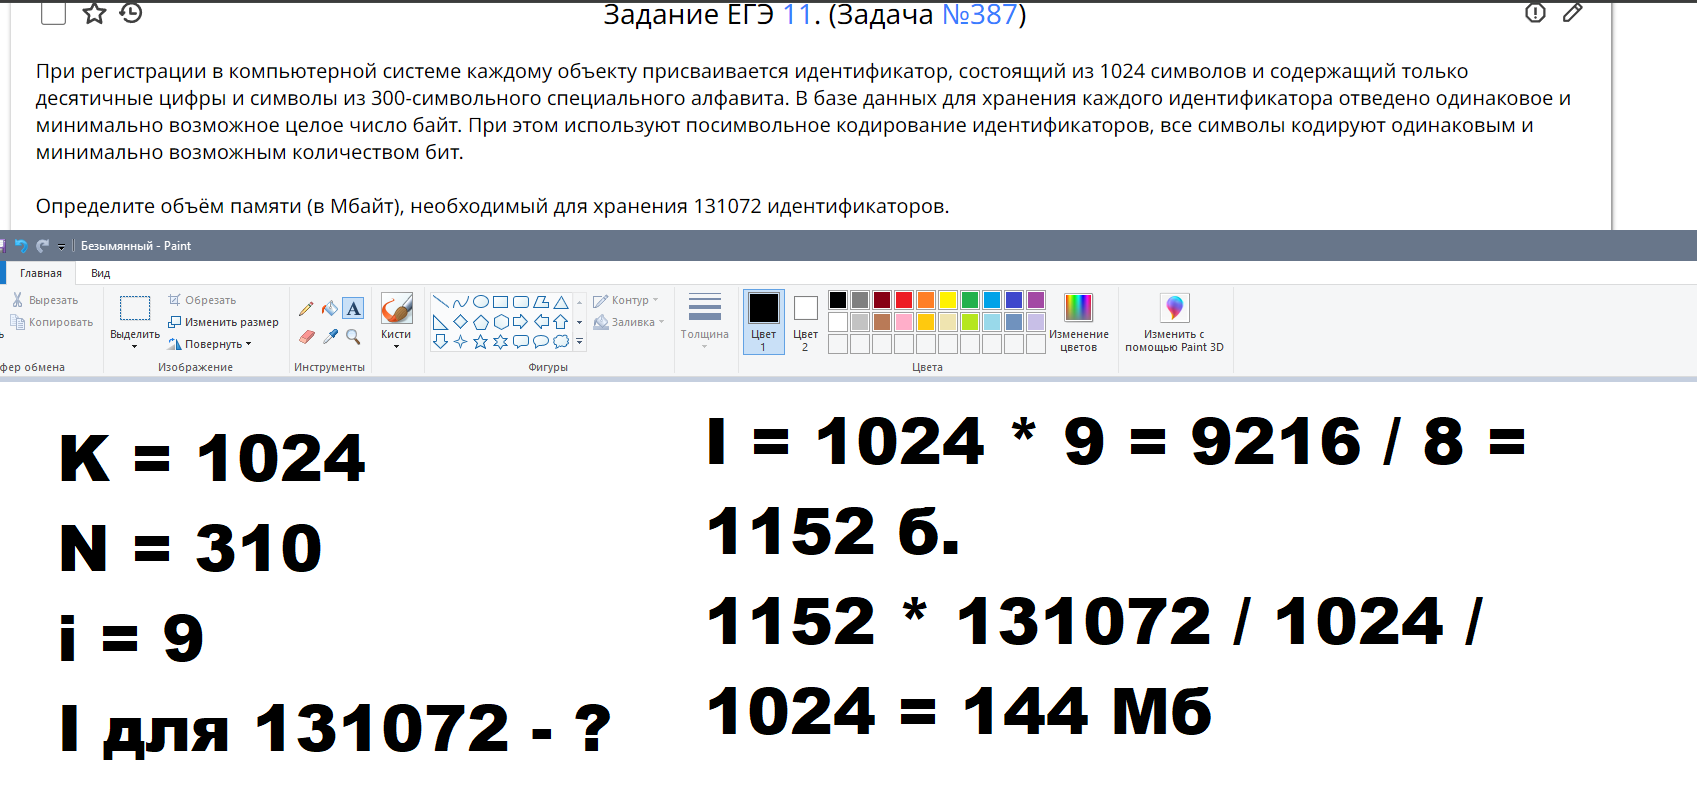 Задание ЕГЭ 11. (Задача №387)
При регистрации в компьютерной системе каждому объекту присваивается идентификатор, состоящий из 1024 символов и содержащий только
десятичные цифры и символы из 300-символьного специального алфавита. В базе данных для хранения каждого идентификатора отведено одинаковое и
минимально возможное целое число байт. При этом используют посимвольное кодирование идентификаторов, все символы кодируют одинаковым и
минимально возможным количеством бит.
Определите объём памяти (в Мбайт), необходимый для хранения 131072 идентификаторов.
Безымянный - Paint
Главная Вид
Вырезать
Копировать
фер обмена
Выделить
Обрезать
Изменить размер
Повернуть
Изображение
A
Инструменты
Кисти
Контур
Заливка
Фигуры
Толщина
Цвет
1
Цвет
2
Изменение
цветов
Цвета
Изменить с
помощью Paint 3D
K = 1024
N = 310
i = 9
I для 131072 - ?
I = 1024 * 9 = 9216 / 8 =
1152 б.
1152 * 131072 / 1024 /
1024 = 144 Мб